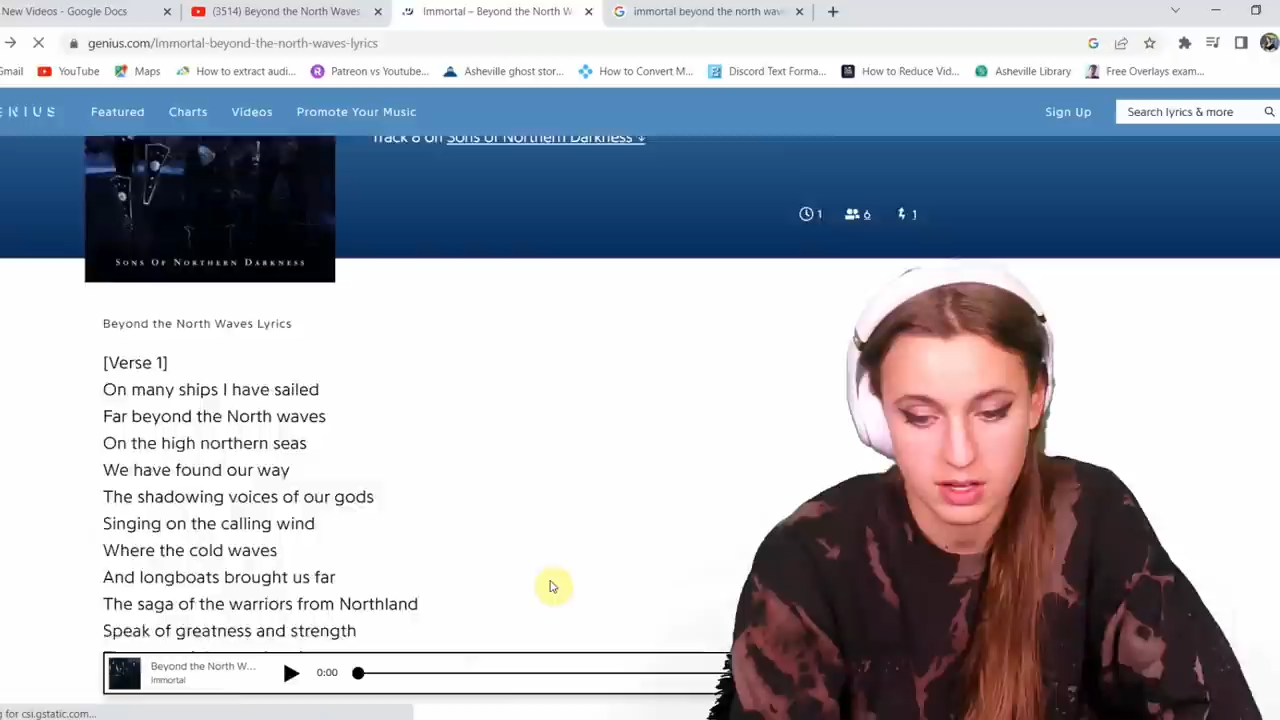 New Videos - Google Docs
(3514) Beyond the North Waves
Immortal – Beyond the North W
immortal beyond the north wav
genius.com/Immortal-beyond-the-north-waves-lyrics
Gmail
YouTube
Maps
How to extract audi...
Patreon vs Youtube...
Asheville ghost stor...
How to Convert M...
Discord Text Forma...
How to Reduce Vid...
Asheville Library
Free Overlays exam...
ENIUS
Featured
Charts
Videos
Promote Your Music
Sign Up
Search lyrics & more
Track 6 on Sons of Northern Darkness
1
6
1
SONS OF NORTHERN DARKNESS
Beyond the North Waves Lyrics
[Verse 1]
On many ships I have sailed
Far beyond the North waves
On the high northern seas
We have found our way
The shadowing voices of our gods
Singing on the calling wind
Where the cold waves
And longboats brought us far
The saga of the warriors from Northland
Speak of greatness and strength
Beyond the North W...
Immortal
0:00
g for csi.gstatic.com...